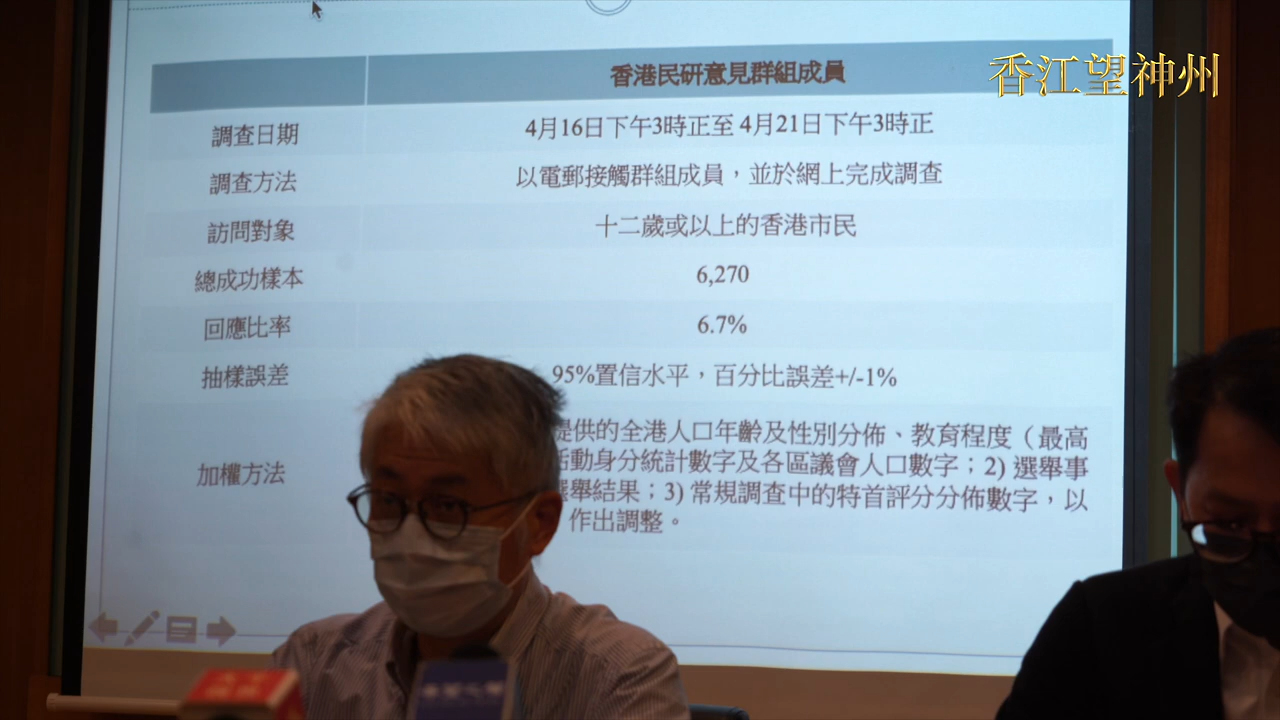 香港民研意見群組成員
香江望神州
調查日期 4月16日下午3時正至 4月21日下午3時正
調查方法 以電郵接觸群組成員，並於網上完成調查
訪問對象 十二歲或以上的香港市民
總成功樣本 6,270
回應比率 6.7%
抽樣誤差 95%置信水平，百分比誤差+/-1%
提供的全港人口年齡及性別分佈、教育程度（最高
加權方法 活動身分統計數字及各區議會人口數字；2) 選舉事
選舉結果；3) 常規調查中的特首評分分佈數字，以
作出調整。